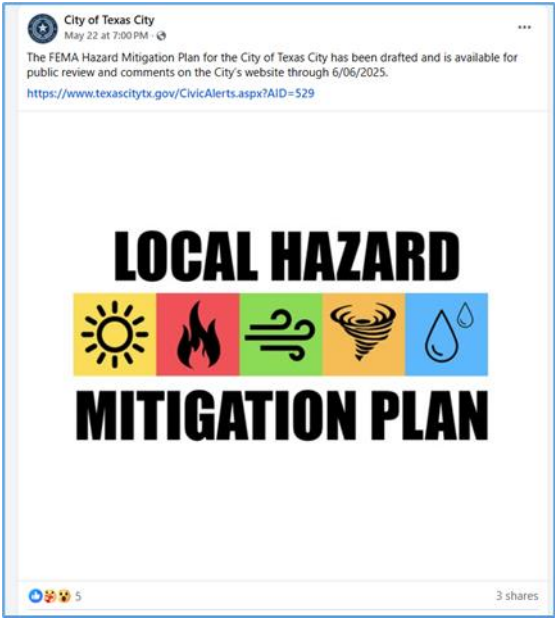 City of Texas City
May 22 at 7:00 PM ·
The FEMA Hazard Mitigation Plan for the City of Texas City has been drafted and is available for
public review and comments on the City's website through 6/06/2025.
https://www.texascitytx.gov/CivicAlerts.aspx?AID=529
LOCAL HAZARD
MITIGATION PLAN
5
3 shares